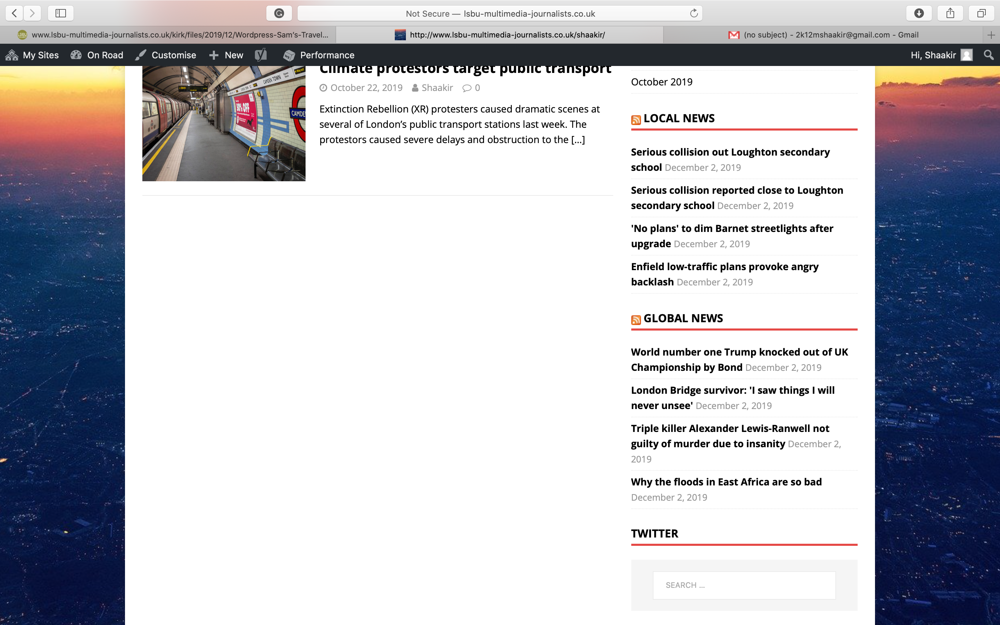 Not Secure — lsbu-multimedia-journalists.co.uk
www.lsbu-multimedia-journalists.co.uk/kirk/files/2019/12/Wordpress-Sam’s-Travel...
http://www.lsbu-multimedia-journalists.co.uk/shaakir/
(no subject) - 2k12mshaakir@gmail.com - Gmail
My Sites
On Road
Customise
New
Performance
Hi, Shaakir
Climate protestors target public transport
October 22, 2019 Shaakir 0
Extinction Rebellion (XR) protesters caused dramatic scenes at
several of London’s public transport stations last week. The
protestors caused severe delays and obstruction to the [...]
CAMDEN TOWN
Way out
50% OFF
CAMDE
October 2019
LOCAL NEWS
Serious collision out Loughton secondary
school December 2, 2019
Serious collision reported close to Loughton
secondary school December 2, 2019
'No plans' to dim Barnet streetlights after
upgrade December 2, 2019
Enfield low-traffic plans provoke angry
backlash December 2, 2019
GLOBAL NEWS
World number one Trump knocked out of UK
Championship by Bond December 2, 2019
London Bridge survivor: 'I saw things I will
never unsee' December 2, 2019
Triple killer Alexander Lewis-Ranwell not
guilty of murder due to insanity December 2,
2019
Why the floods in East Africa are so bad
December 2, 2019
TWITTER
SEARCH ...